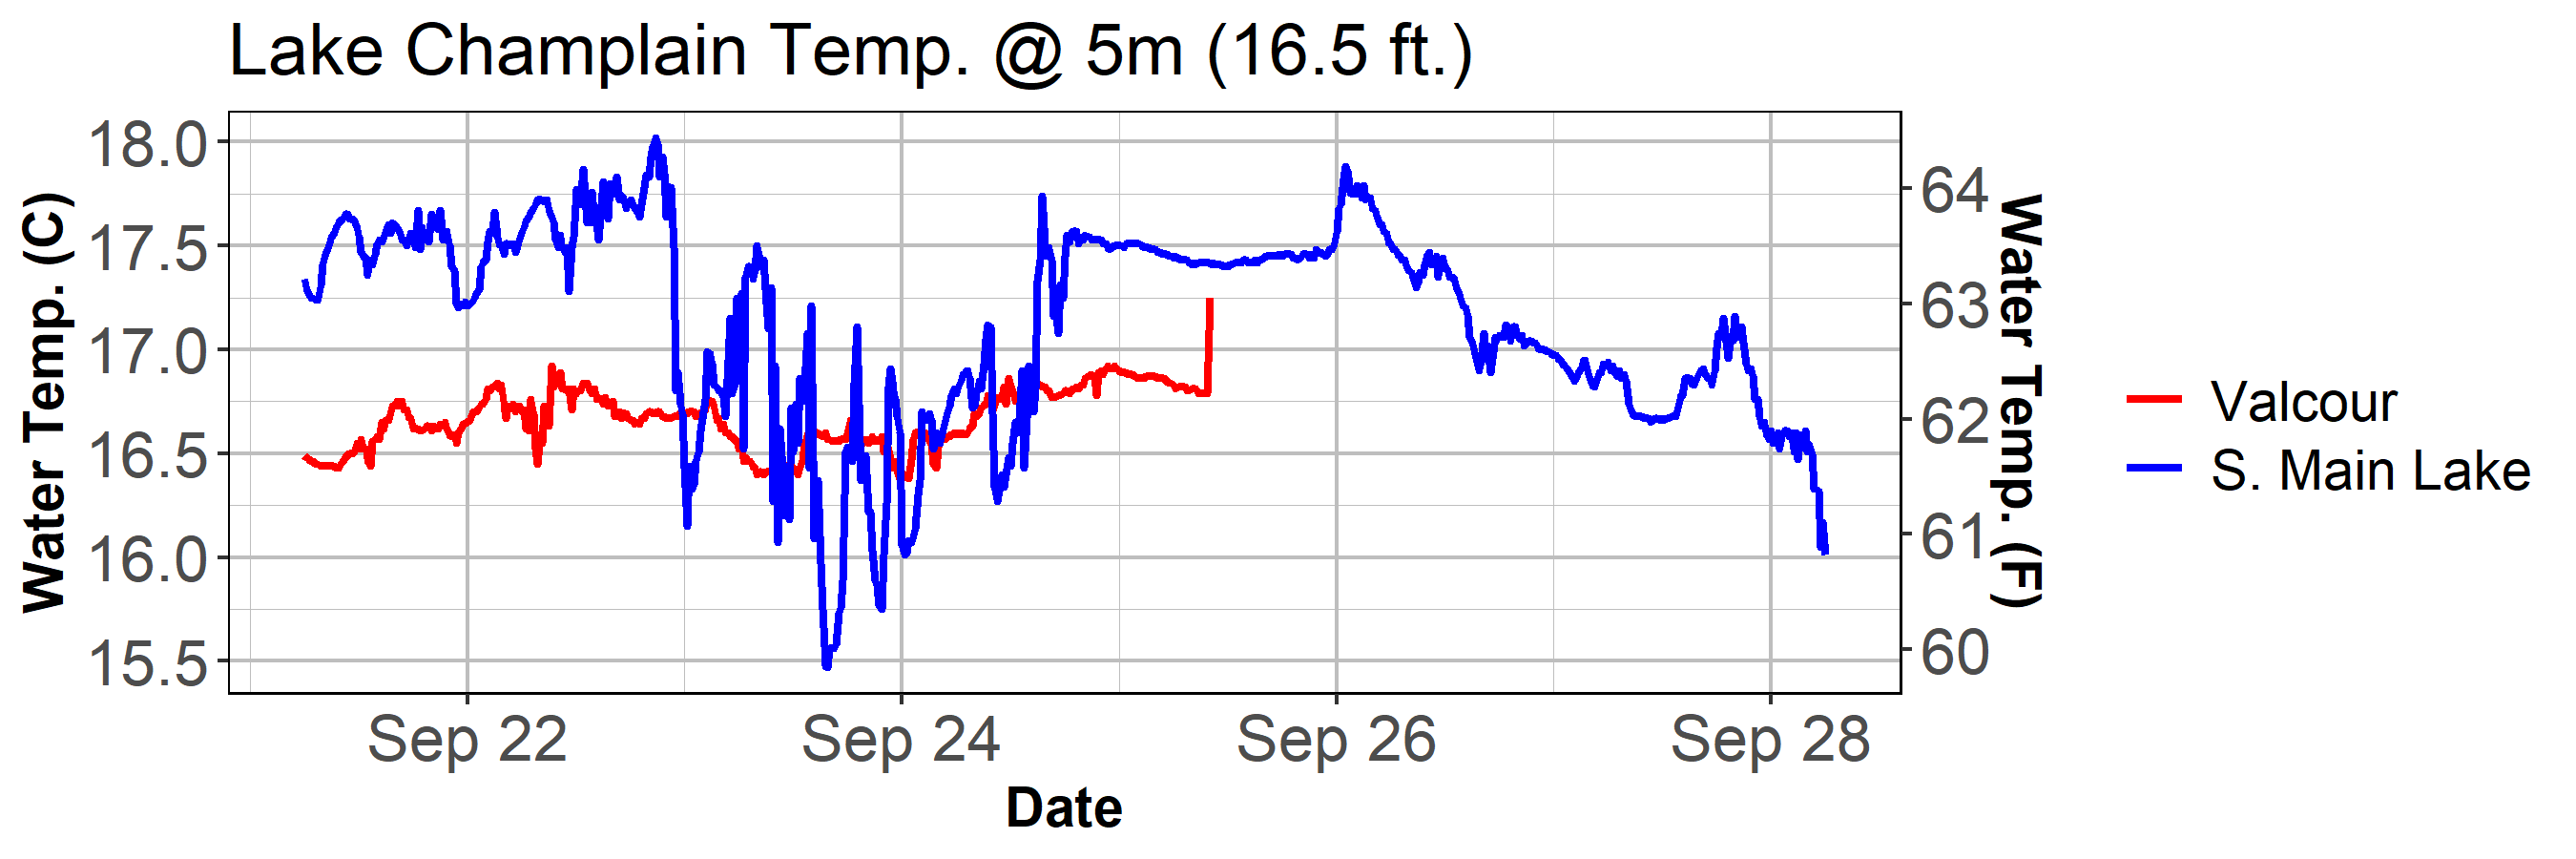 Lake Champlain Temp. @ 5m (16.5 ft.)
Water Temp. (C)
18.0
17.5
17.0
16.5
16.0
15.5
64
63
62
61
60
Water Temp. (F)
Sep 22
Sep 24
Sep 26
Sep 28
Date
Valcour
S. Main Lake